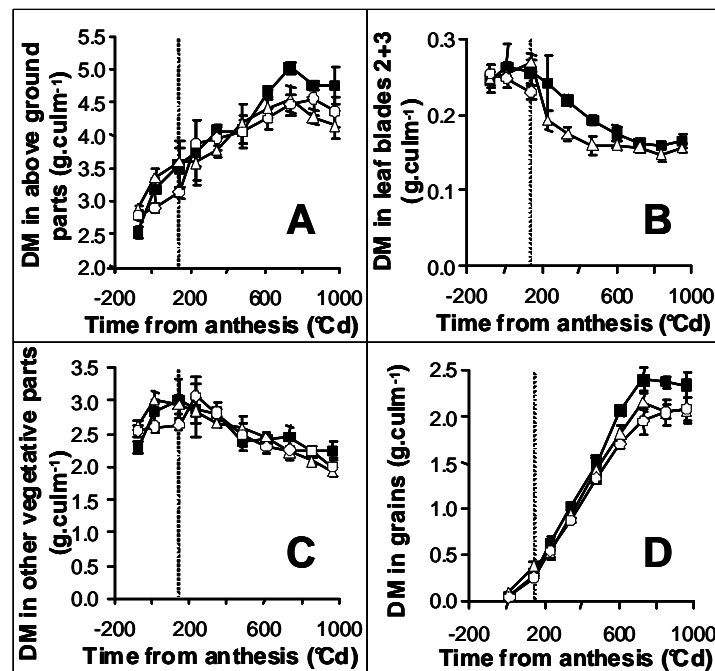 5.5
5.0
4.5
4.0
3.5
3.0
2.5
2.0
DM in above ground
parts (g.culm⁻¹)
A
-200 200 600 1000
Time from anthesis (°Cd)
0.3
0.2
0.1
0.0
DM in leaf blades 2+3
(g.culm⁻¹)
B
-200 200 600 1000
Time from anthesis (°Cd)
3.5
3.0
2.5
2.0
1.5
1.0
0.5
0.0
DM in other vegetative parts
(g.culm⁻¹)
C
-200 200 600 1000
Time from anthesis (°Cd)
2.5
2.0
1.5
1.0
0.5
0.0
DM in grains (g.culm⁻¹)
D
-200 200 600 1000
Time from anthesis (°Cd)